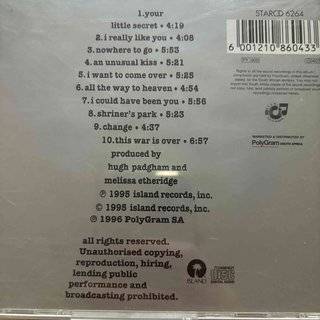 1.your
little secret • 4:19
2.i really like you • 4:08
3.nowhere to go • 5:53
4.an unusual kiss • 5:21
5.i want to come over • 5:25
6.all the way to heaven • 4:54
7.i could have been you • 5:56
8.shriner's park • 5:23
9.change • 4:37
10.this war is over • 6:57
produced by
hugh padgham and
melissa etheridge
℗ 1995 island records, inc.
© 1995 island records, inc.
℗ 1996 PolyGram SA
all rights reserved.
Unauthorised copying,
reproduction, hiring,
lending public
performance and
broadcasting prohibited.
STARCD 6264
6 001210 860433
MARKETED & DISTRIBUTED BY
PolyGram SOUTH AFRICA
ISLAND
COMPACT
disc
DIGITAL AUDIO